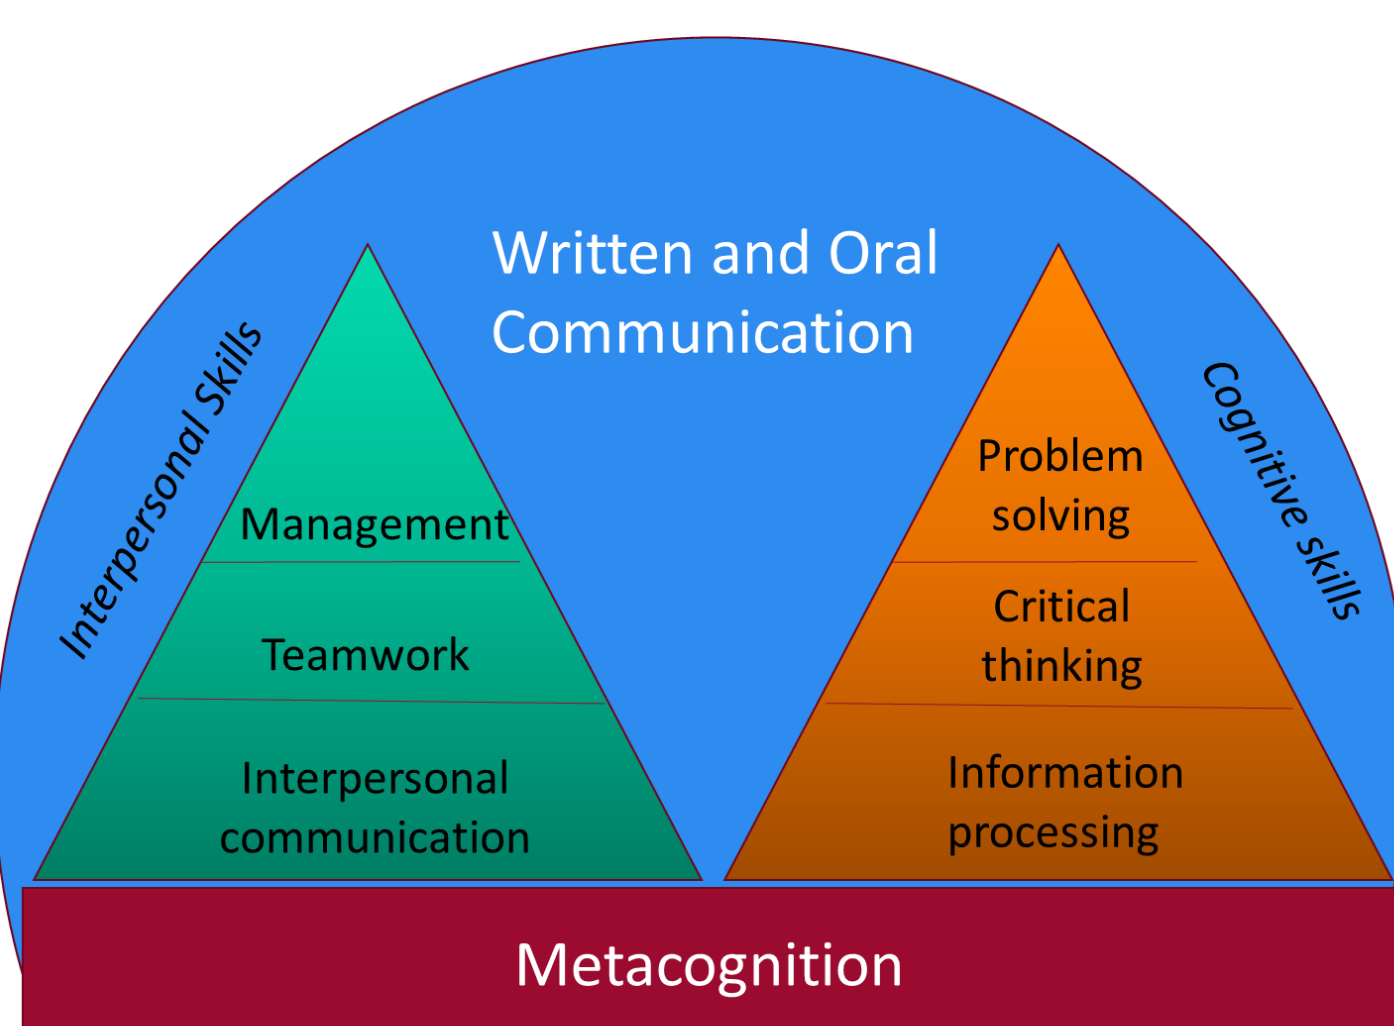 Written and Oral
Communication
Interpersonal Skills
Management
Teamwork
Interpersonal
communication
Cognitive skills
Problem
solving
Critical
thinking
Information
processing
Metacognition